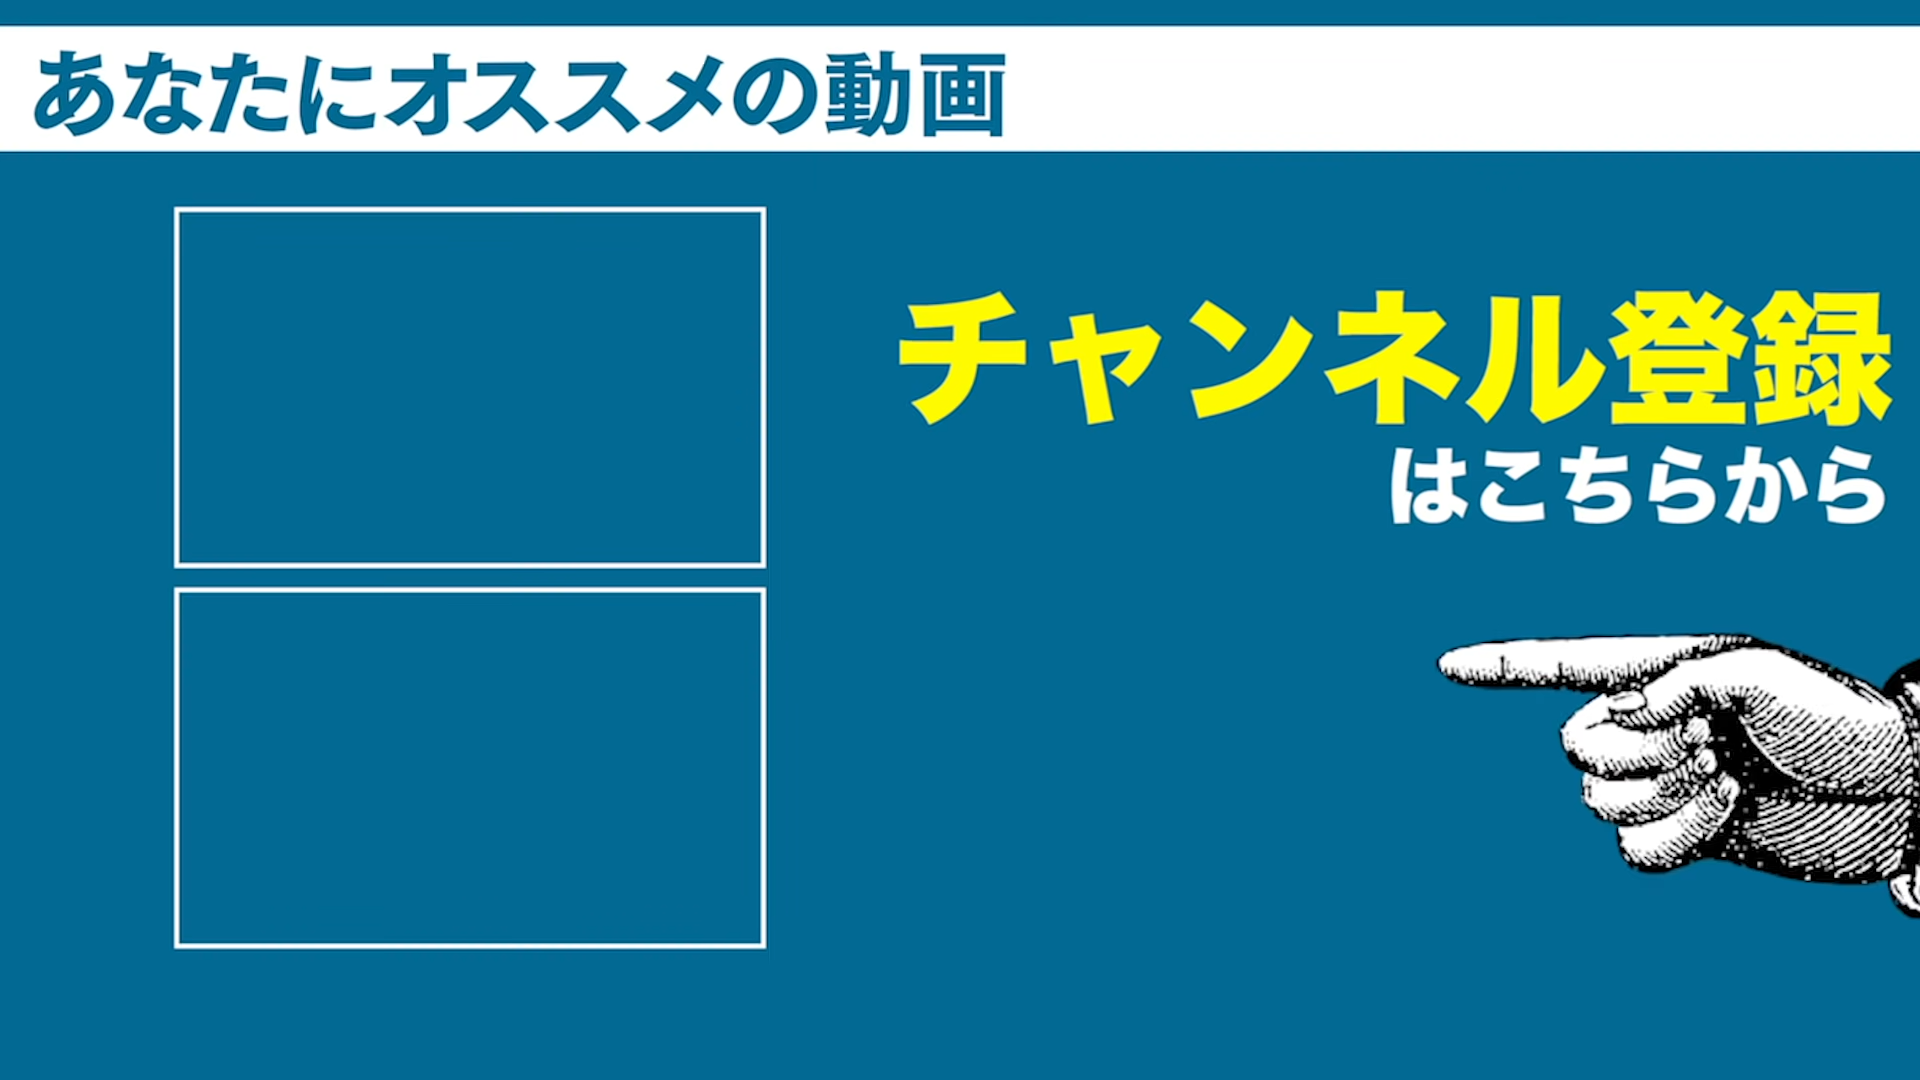 あなたにオススメの動画
チャンネル登録
はこちらから